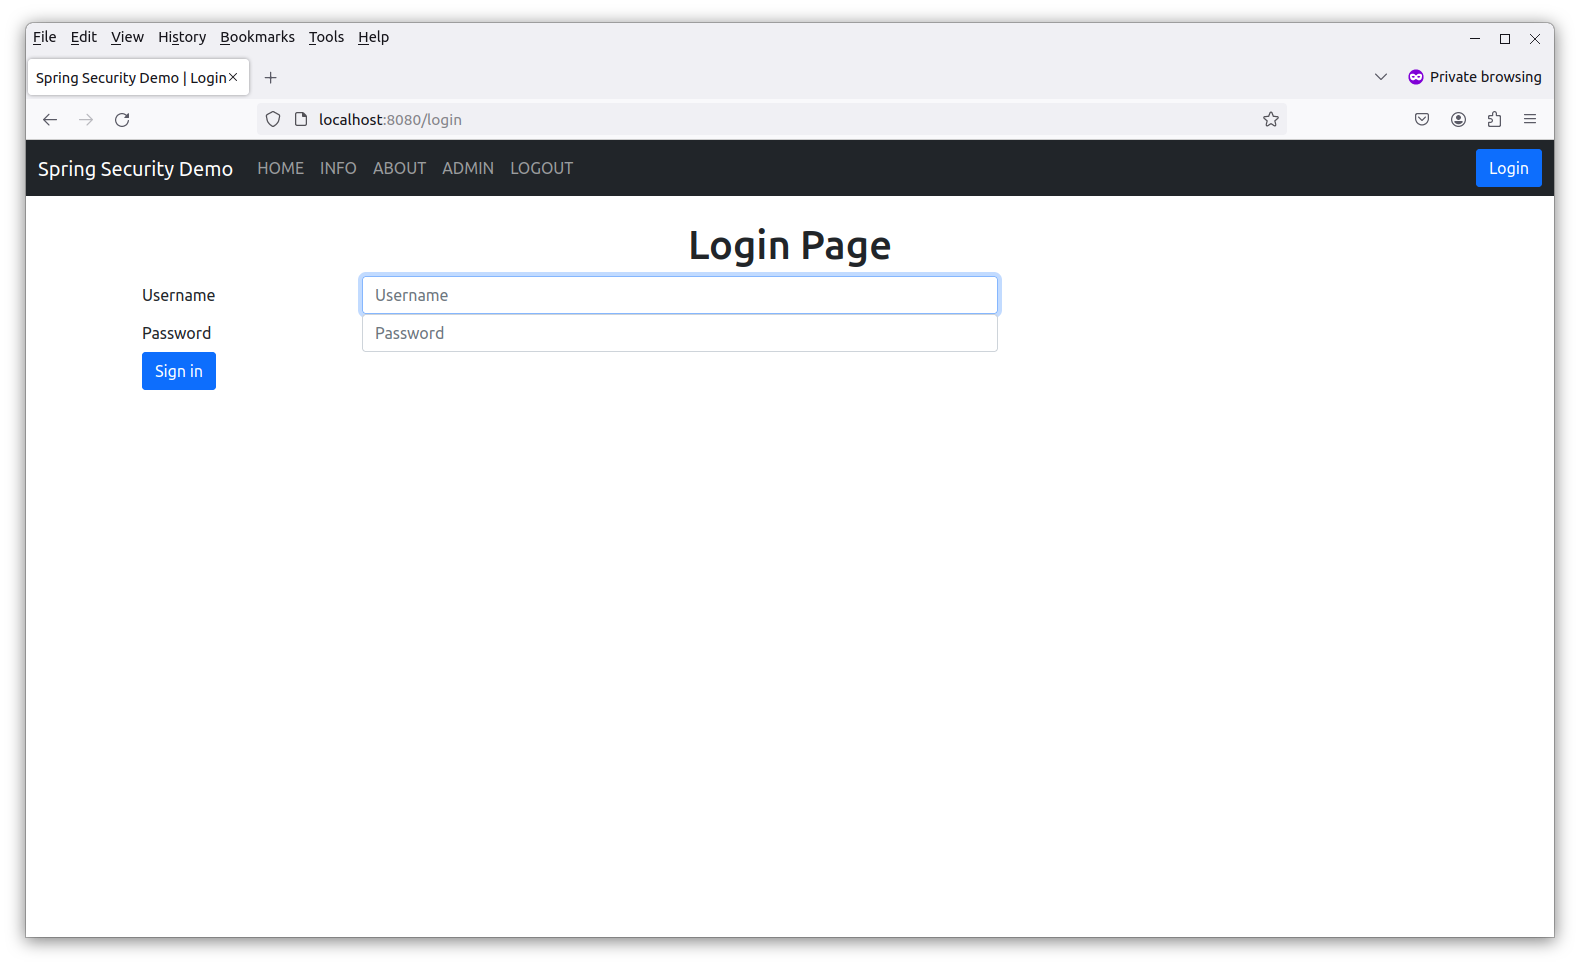 File Edit View History Bookmarks Tools Help
Spring Security Demo | Login
Private browsing
localhost:8080/login
Spring Security Demo HOME INFO ABOUT ADMIN LOGOUT Login
Login Page
Username Username
Password Password
Sign in